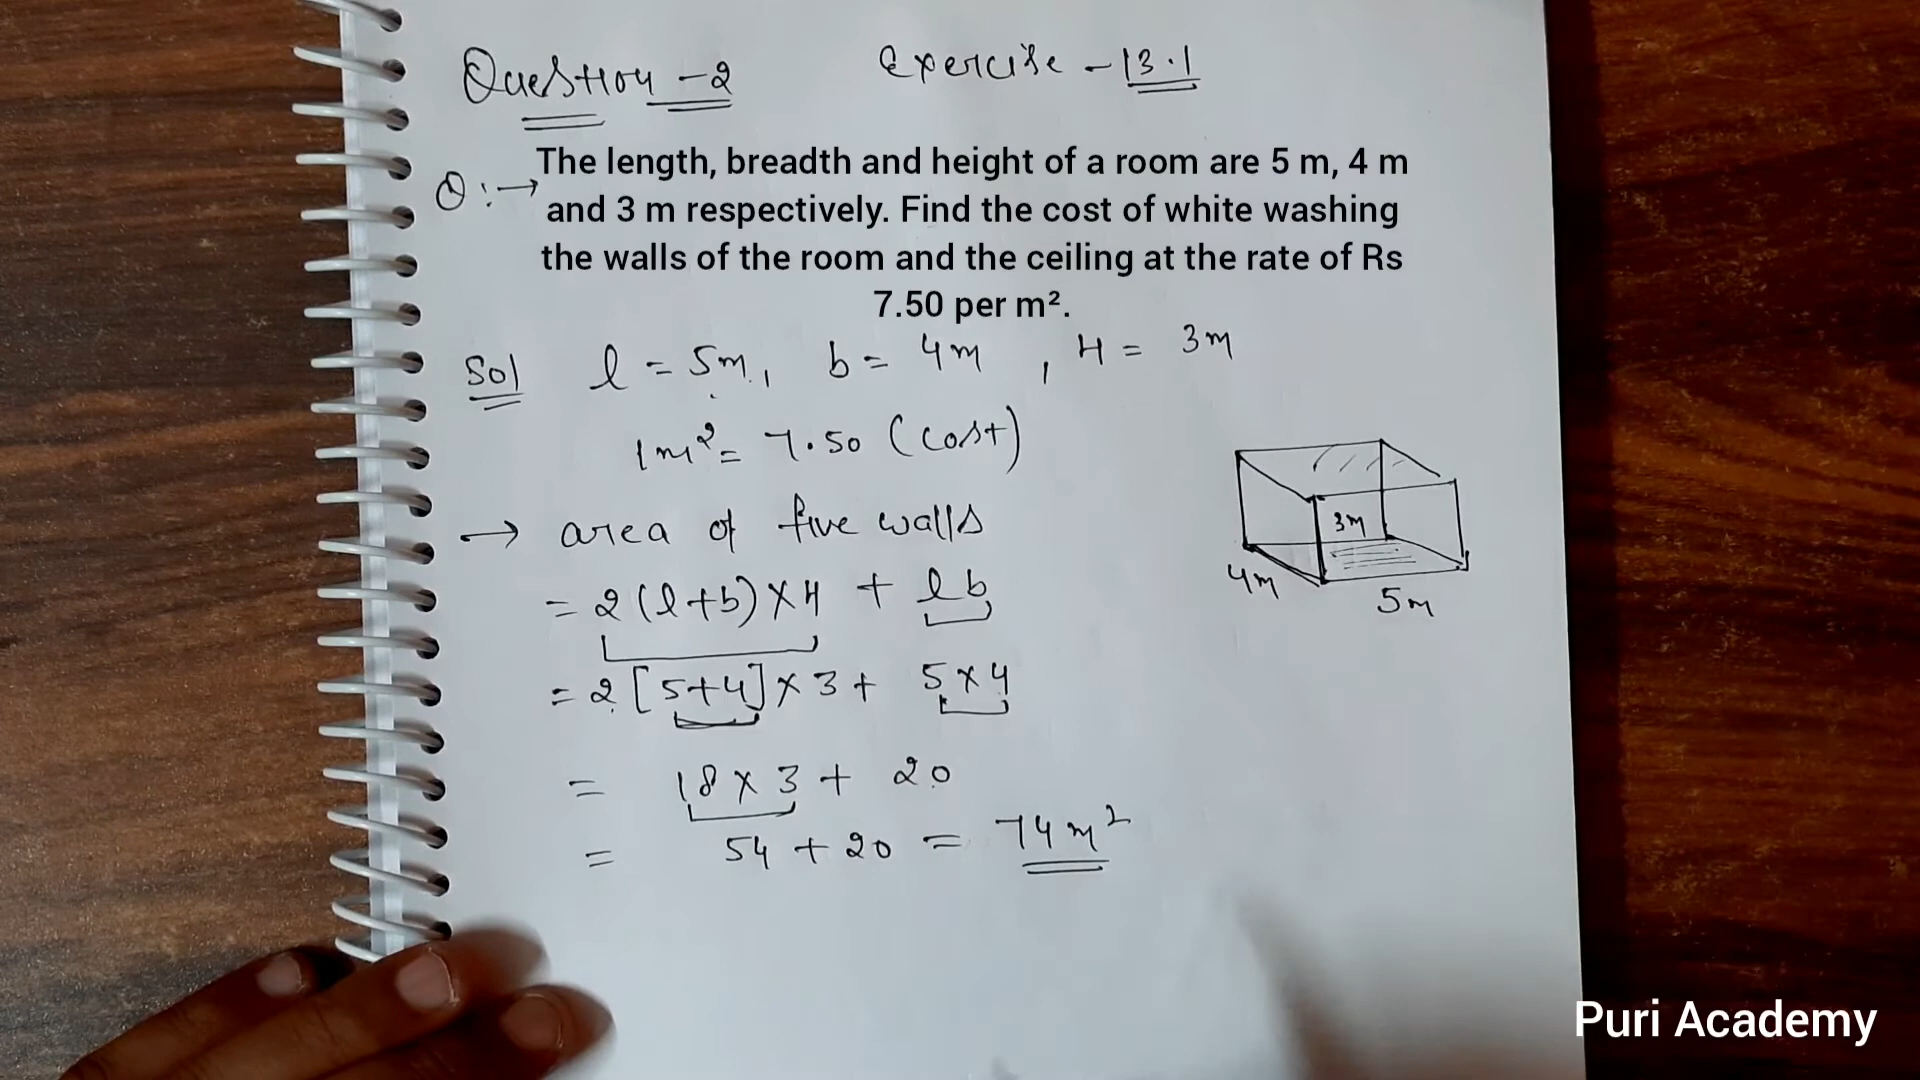 Question - 2 Exercise - 13.1
Q :→ The length, breadth and height of a room are 5 m, 4 m
and 3 m respectively. Find the cost of white washing
the walls of the room and the ceiling at the rate of Rs
7.50 per m².
Sol l = 5m, b = 4m, H = 3m
1m² = 7.50 (cost)
→ area of five walls
= 2(l+b)×H + lb
= 2[5+4]×3 + 5×4
= 18×3 + 20
= 54 + 20 = 74m²
3m
4m
5m
Puri Academy